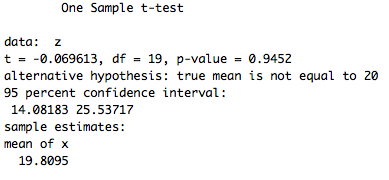 One Sample t-test
data: z
t = -0.069613, df = 19, p-value = 0.9452
alternative hypothesis: true mean is not equal to 20
95 percent confidence interval:
14.08183 25.53717
sample estimates:
mean of x
19.8095